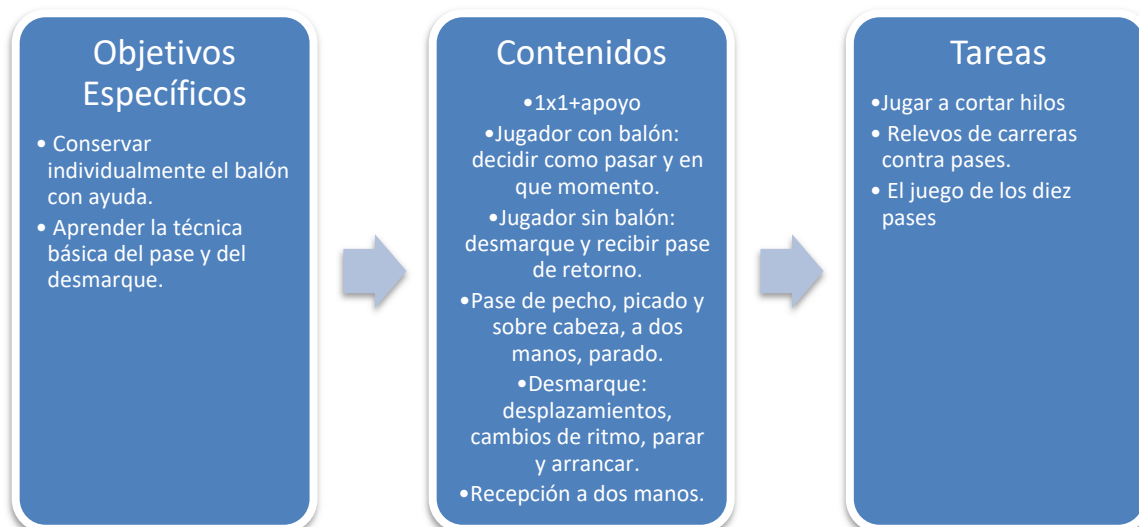 Objetivos
Específicos
• Conservar
individualmente el balón
con ayuda.
• Aprender la técnica
básica del pase y del
desmarque.
Contenidos
•1x1+apoyo
•Jugador con balón:
decidir como pasar y en
que momento.
•Jugador sin balón:
desmarque y recibir pase
de retorno.
•Pase de pecho, picado y
sobre cabeza, a dos
manos, parado.
•Desmarque:
desplazamientos,
cambios de ritmo, parar
y arrancar.
•Recepción a dos manos.
Tareas
•Jugar a cortar hilos
• Relevos de carreras
contra pases.
• El juego de los diez
pases